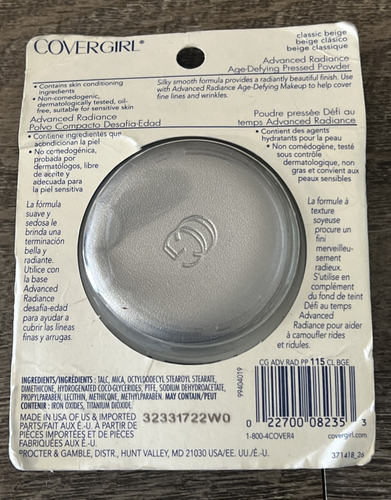 COVERGIRL®
classic beige
beige clásico
beige classique
Advanced Radiance
Age-Defying Pressed Powder
• Contains skin conditioning
ingredients
• Non-comedogenic,
dermatologically tested, oil-
free, suitable for sensitive skin
Silky smooth formula provides a radiantly beautiful finish. Use
with Advanced Radiance Age-Defying Makeup to help cover
fine lines and wrinkles.
Advanced Radiance
Polvo Compacto Desafía-Edad
• Contiene ingredientes que
acondicionan la piel
• No comedogénica,
probada por
dermatólogos, libre
de aceite y
adecuada para
la piel sensitiva
La fórmula
suave y
sedosa le
brinda una
terminación
bella y
radiante.
Utilice con
la base
Advanced
Radiance
desafía-edad
para ayudar a
cubrir las líneas
finas y arrugas.
Poudre pressée Défi au
temps Advanced Radiance
• Contient des agents
hydratants pour la peau
• Non comédogène, testé
sous contrôle
dermatologique, non
gras et convient aux
peaux sensibles
La formule à
texture
soyeuse
procure un
fini
merveilleu-
sement
radieux.
S'utilise en
complément
du fond de teint
Défi au temps
Advanced
Radiance pour aider
à camoufler rides
et ridules.
CG ADV RAD PP 115 CL BGE
99404019
INGREDIENTS/INGRÉDIENTS: TALC, MICA, OCTYLDODECYL STEAROYL STEARATE,
DIMETHICONE, HYDROGENATED COCO-GLYCERIDES, PTFE, SODIUM DEHYDROACETATE,
PROPYLPARABEN, LECITHIN, METHICONE, METHYLPARABEN. MAY CONTAIN/PEUT
CONTENIR: IRON OXIDES, TITANIUM DIOXIDE.
MADE IN USA OF US & IMPORTED
PARTS/FAIT AUX É.-U. À PARTIR DE
PIÈCES IMPORTÉES ET DE PIÈCES
FABRIQUÉES AUX É.-U.
32331722W0
PROCTER & GAMBLE, DISTR., HUNT VALLEY, MD 21030 USA/EE. UU./É.-U.
0 22700 08235 3
1-800-4COVER4
covergirl.com
371418_26